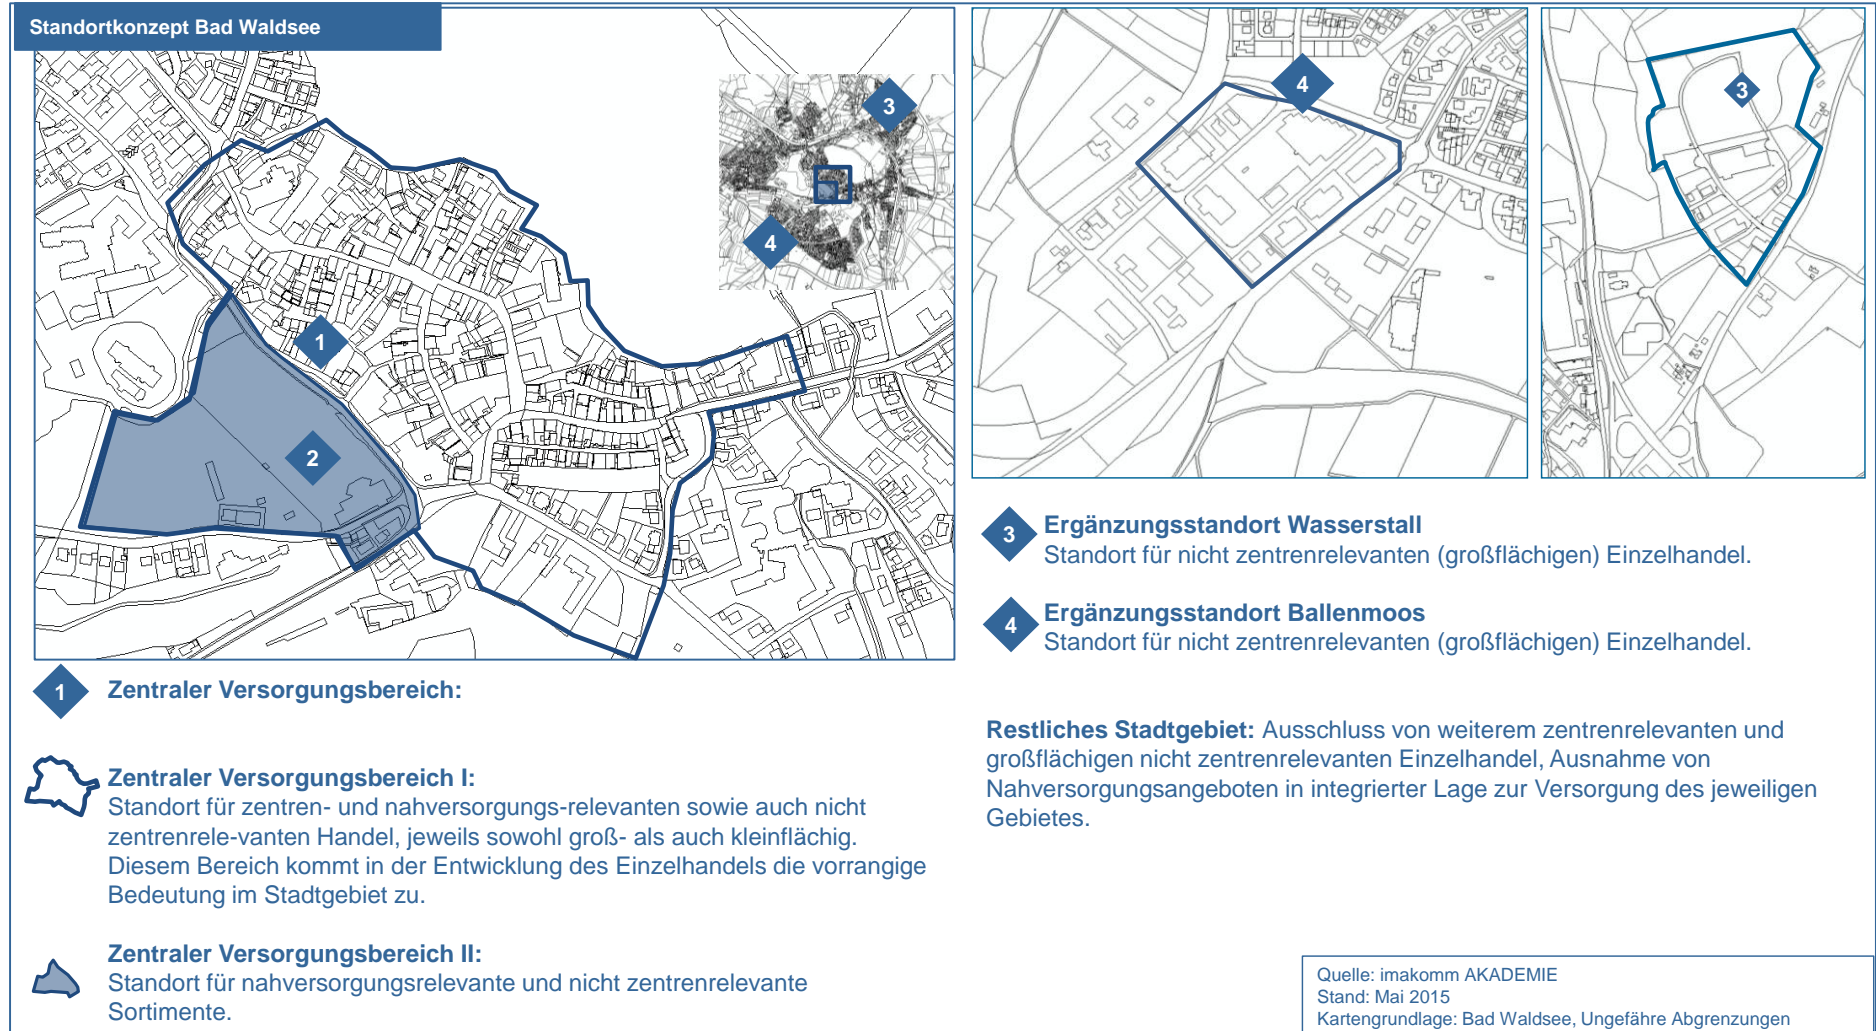 Standortkonzept Bad Waldsee
3
4
1
2
4
3
1
Zentraler Versorgungsbereich:
Zentraler Versorgungsbereich I:
Standort für zentren- und nahversorgungs-relevanten sowie auch nicht
zentrenrele-vanten Handel, jeweils sowohl groß- als auch kleinflächig.
Diesem Bereich kommt in der Entwicklung des Einzelhandels die vorrangige
Bedeutung im Stadtgebiet zu.
Zentraler Versorgungsbereich II:
Standort für nahversorgungsrelevante und nicht zentrenrelevante
Sortimente.
3
Ergänzungsstandort Wasserstall
Standort für nicht zentrenrelevanten (großflächigen) Einzelhandel.
4
Ergänzungsstandort Ballenmoos
Standort für nicht zentrenrelevanten (großflächigen) Einzelhandel.
Restliches Stadtgebiet: Ausschluss von weiterem zentrenrelevanten und
großflächigen nicht zentrenrelevanten Einzelhandel, Ausnahme von
Nahversorgungsangeboten in integrierter Lage zur Versorgung des jeweiligen
Gebietes.
Quelle: imakomm AKADEMIE
Stand: Mai 2015
Kartengrundlage: Bad Waldsee, Ungefähre Abgrenzungen